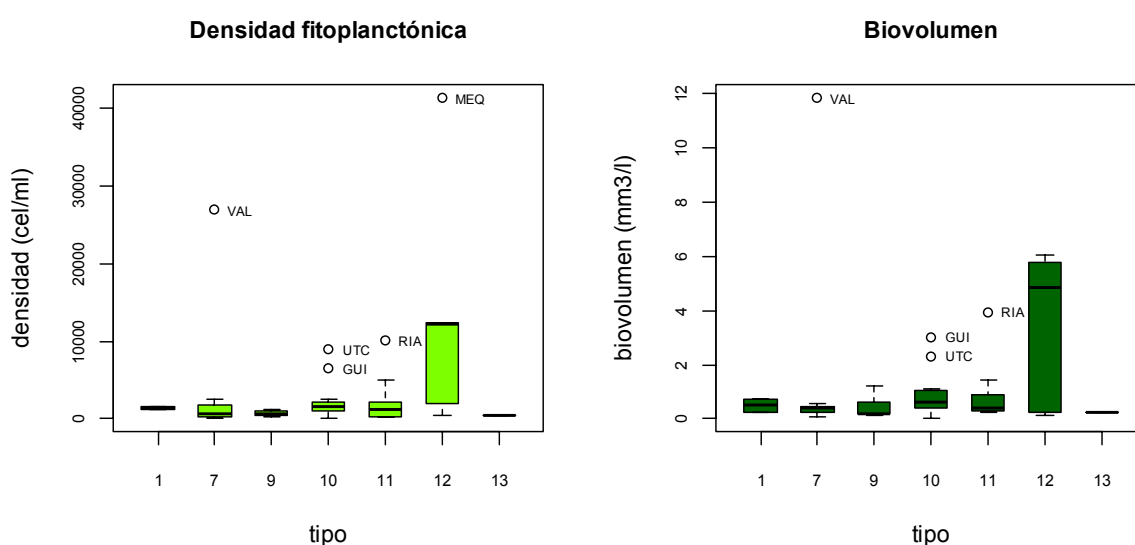 Densidad fitoplanctónica
densidad (cel/ml)
40000
30000
20000
10000
0
MEQ
VAL
RIA
UTC
GUI
1 7 9 10 11 12 13
tipo
Biovolumen
biovolumen (mm3/l)
12
10
8
6
4
2
0
VAL
RIA
GUI
UTC
1 7 9 10 11 12 13
tipo